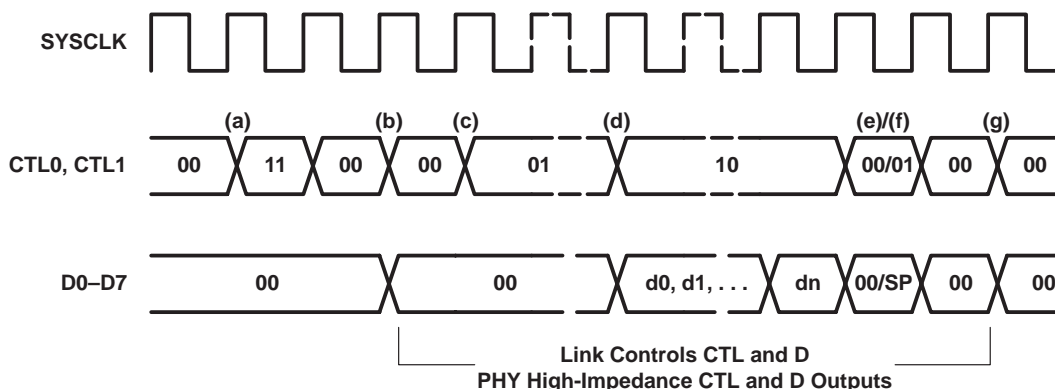 SYSCLK
(a) (b) (c) (d) (e)/(f) (g)
CTL0, CTL1 00 11 00 00 01 10 00/01 00 00
D0–D7 00 00 d0, d1, . . . dn 00/SP 00 00
Link Controls CTL and D
PHY High-Impedance CTL and D Outputs